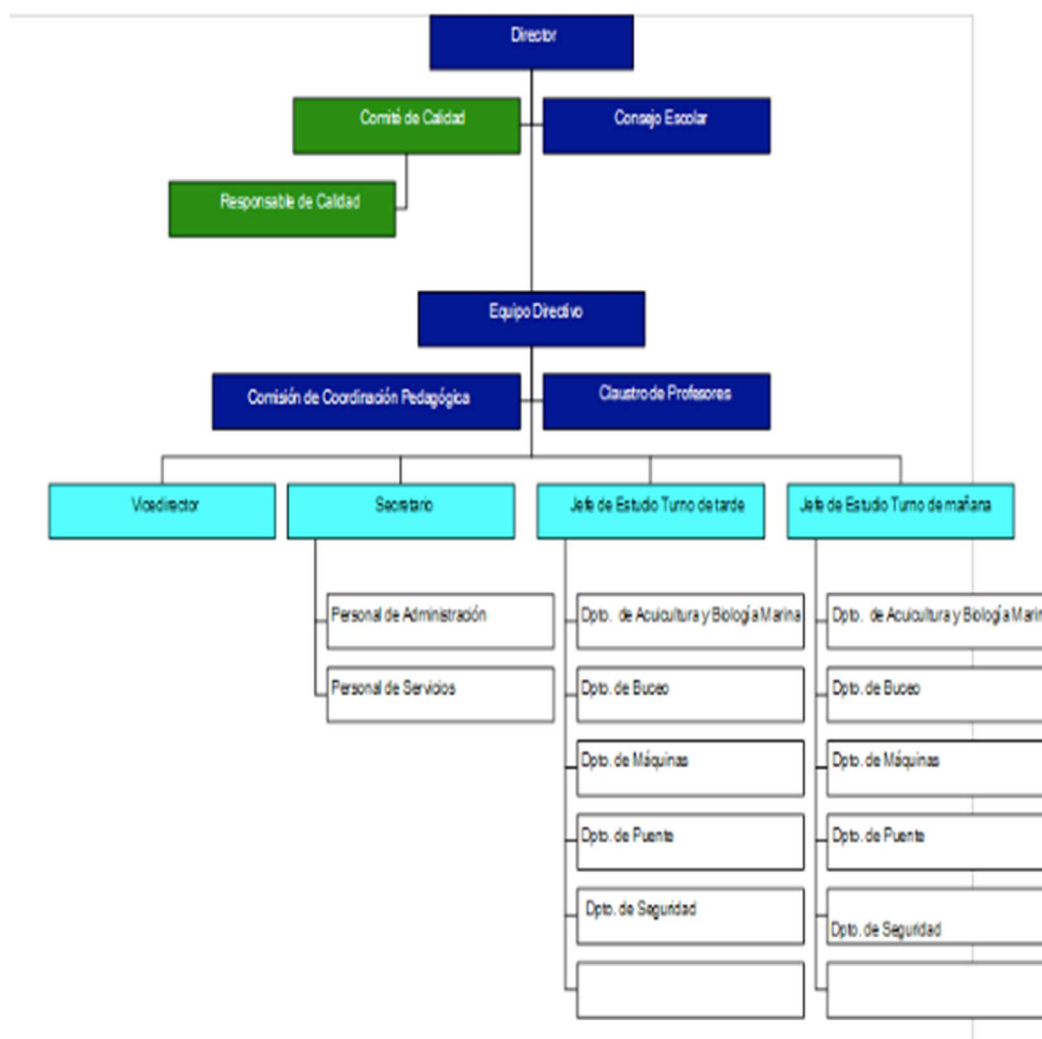 Director
Comité de Calidad
Consejo Escolar
Responsable de Calidad
Equipo Directivo
Comisión de Coordinación Pedagógica
Claustro de Profesores
Vicedirector
Secretario
Jefe de Estudio Turno de tarde
Jefe de Estudio Turno de mañana
Personal de Administración
Personal de Servicios
Dpto. de Acuicultura y Biología Marina
Dpto. de Buceo
Dpto. de Máquinas
Dpto. de Puente
Dpto. de Seguridad
Dpto. de Acuicultura y Biología Marin
Dpto. de Buceo
Dpto. de Máquinas
Dpto. de Puente
Dpto. de Seguridad